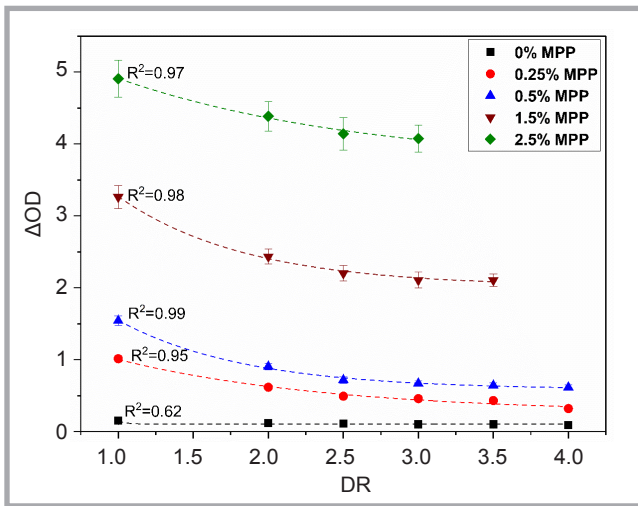 5
4
3
2
1
0
ΔOD
1.0
1.5
2.0
2.5
3.0
3.5
4.0
DR
R²=0.97
R²=0.98
R²=0.99
R²=0.95
R²=0.62
0% MPP
0.25% MPP
0.5% MPP
1.5% MPP
2.5% MPP